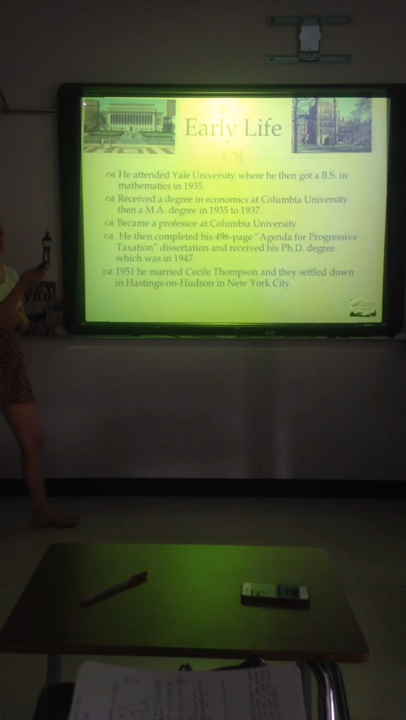 Early Life
He attended Yale University where he then got a B.S. in
mathematics in 1935.
Received a degree in economics at Columbia University
then a M.A. degree in 1935 to 1937.
Became a professor at Columbia University.
He then completed his 496-page "Agenda for Progressive
Taxation" dissertation and received his Ph.D. degree
which was in 1947.
1951 he married Cecile Thompson and they settled down
in Hastings-on-Hudson in New York City.